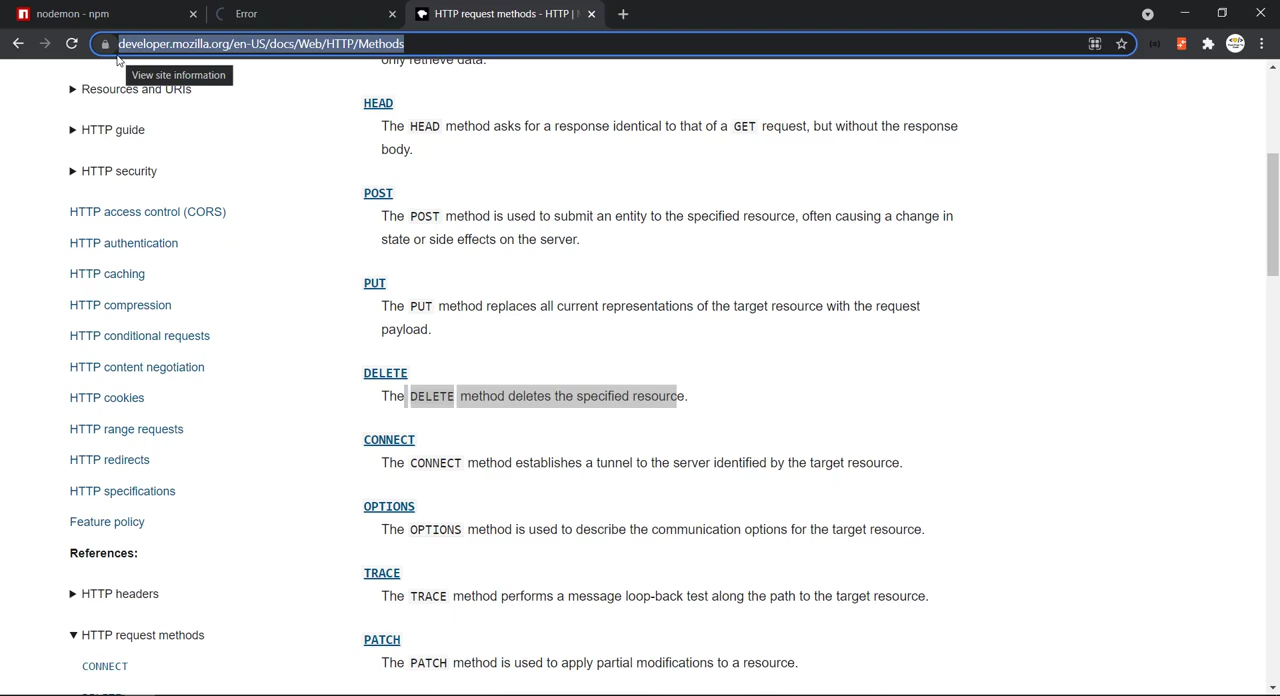 nodemon - npm
Error
HTTP request methods - HTTP |
developer.mozilla.org/en-US/docs/Web/HTTP/Methods
View site information
only retrieve data.
Resources and URIs
HTTP guide
HTTP security
HTTP access control (CORS)
HTTP authentication
HTTP caching
HTTP compression
HTTP conditional requests
HTTP content negotiation
HTTP cookies
HTTP range requests
HTTP redirects
HTTP specifications
Feature policy
References:
HTTP headers
HTTP request methods
CONNECT
DELETE
HEAD
The HEAD method asks for a response identical to that of a GET request, but without the response
body.
POST
The POST method is used to submit an entity to the specified resource, often causing a change in
state or side effects on the server.
PUT
The PUT method replaces all current representations of the target resource with the request
payload.
DELETE
The DELETE method deletes the specified resource.
CONNECT
The CONNECT method establishes a tunnel to the server identified by the target resource.
OPTIONS
The OPTIONS method is used to describe the communication options for the target resource.
TRACE
The TRACE method performs a message loop-back test along the path to the target resource.
PATCH
The PATCH method is used to apply partial modifications to a resource.